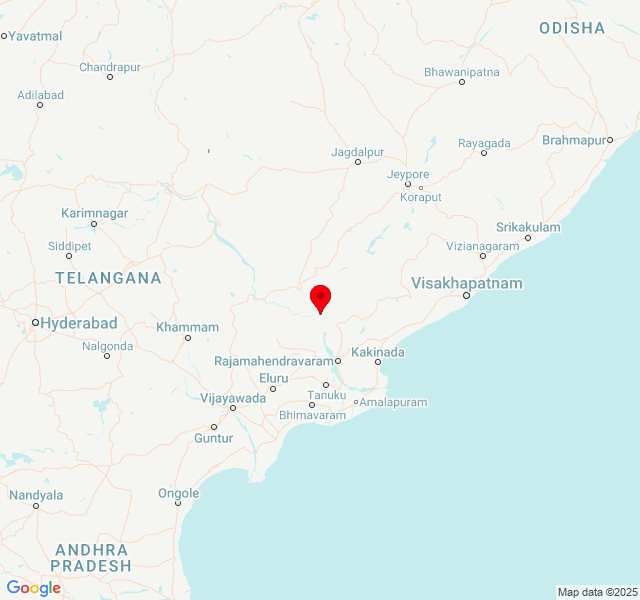 ODISHA
Yavatmal
Chandrapur
Bhawanipatna
Adilabad
Brahmapur
Rayagada
Jagdalpur
Jeypore
Koraput
Karimnagar
Srikakulam
Siddipet
Vizianagaram
TELANGANA
Visakhapatnam
Hyderabad
Khammam
Nalgonda
Kakinada
Rajamahendravaram
Eluru
Tanuku
Vijayawada
Amalapuram
Bhimavaram
Guntur
Nandyala
Ongole
ANDHRA
PRADESH
Google
Map data ©2025